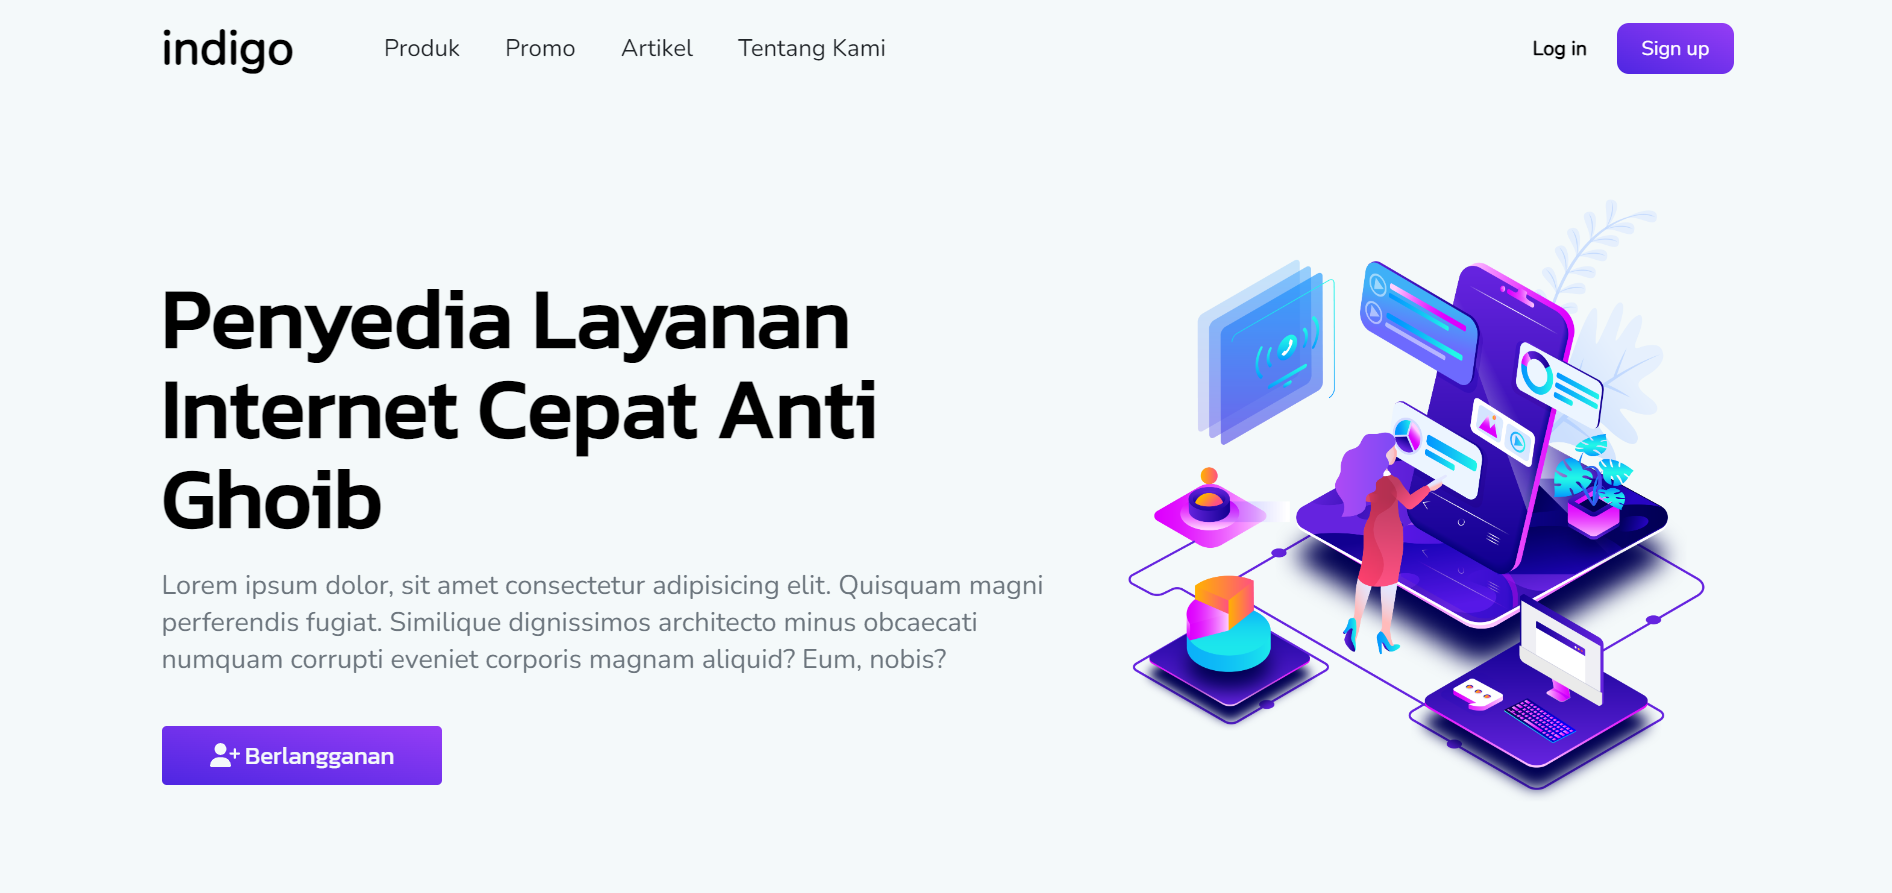 indigo
Produk
Promo
Artikel
Tentang Kami
Log in
Sign up
Penyedia Layanan
Internet Cepat Anti
Ghoib
Lorem ipsum dolor, sit amet consectetur adipisicing elit. Quisquam magni
perferendis fugiat. Similique dignissimos architecto minus obcaecati
numquam corrupti eveniet corporis magnam aliquid? Eum, nobis?
Berlangganan